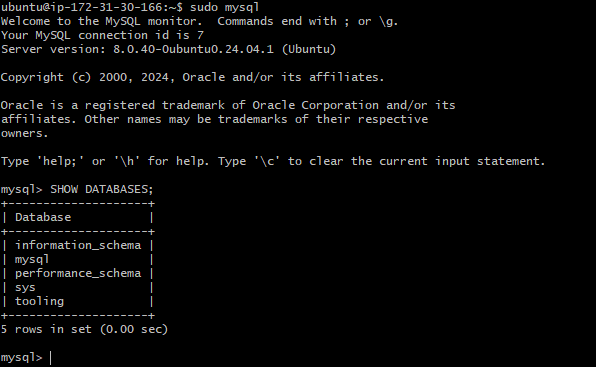 ubuntu@ip-172-31-30-166:~$ sudo mysql
Welcome to the MySQL monitor.  Commands end with ; or \g.
Your MySQL connection id is 7
Server version: 8.0.40-0ubuntu0.24.04.1 (Ubuntu)
Copyright (c) 2000, 2024, Oracle and/or its affiliates.
Oracle is a registered trademark of Oracle Corporation and/or its
affiliates. Other names may be trademarks of their respective
owners.
Type 'help;' or '\h' for help. Type '\c' to clear the current input statement.
mysql> SHOW DATABASES;
+--------------------+
| Database           |
+--------------------+
| information_schema |
| mysql              |
| performance_schema |
| sys                |
| tooling            |
+--------------------+
5 rows in set (0.00 sec)
mysql>